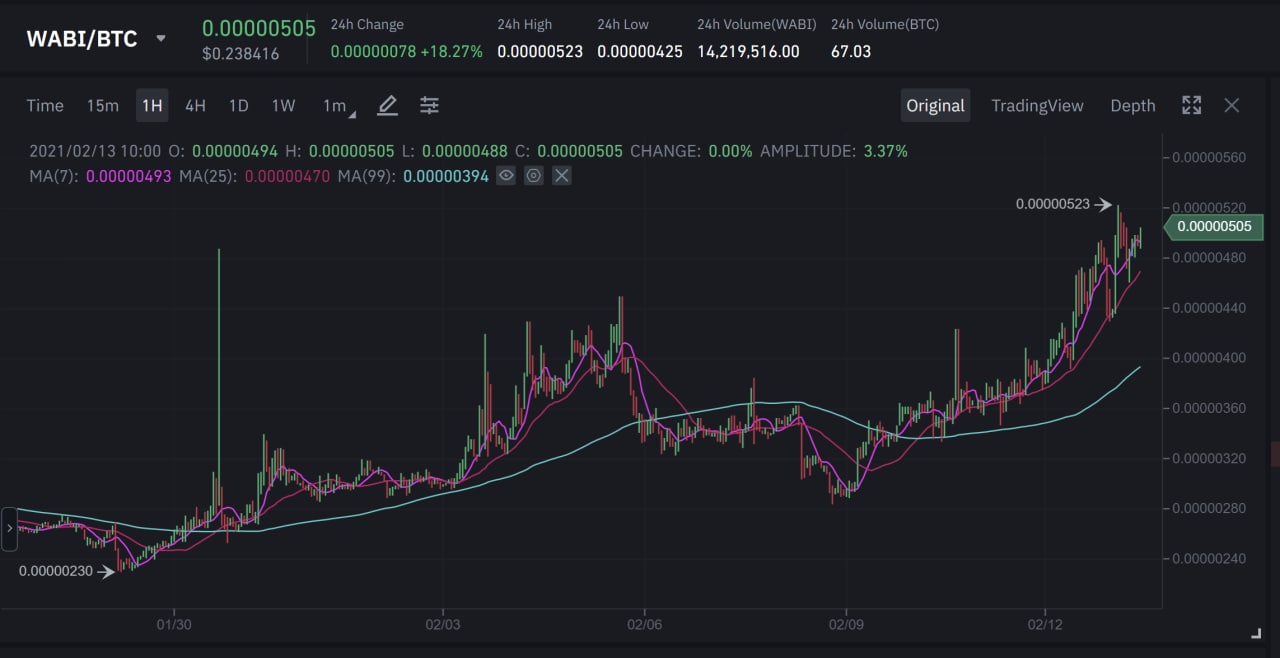 WABI/BTC 0.00000505 24h Change 24h High 24h Low 24h Volume(WABI) 24h Volume(BTC)
$0.238416 0.00000078 +18.27% 0.00000523 0.00000425 14,219,516.00 67.03
Time 15m 1H 4H 1D 1W 1m Original TradingView Depth
2021/02/13 10:00 O: 0.00000494 H: 0.00000505 L: 0.00000488 C: 0.00000505 CHANGE: 0.00% AMPLITUDE: 3.37%
MA(7): 0.00000493 MA(25): 0.00000470 MA(99): 0.00000394
0.00000560
0.00000523
0.00000520
0.00000505
0.00000480
0.00000440
0.00000400
0.00000360
0.00000320
0.00000280
0.00000240
0.00000230
01/30 02/03 02/06 02/09 02/12